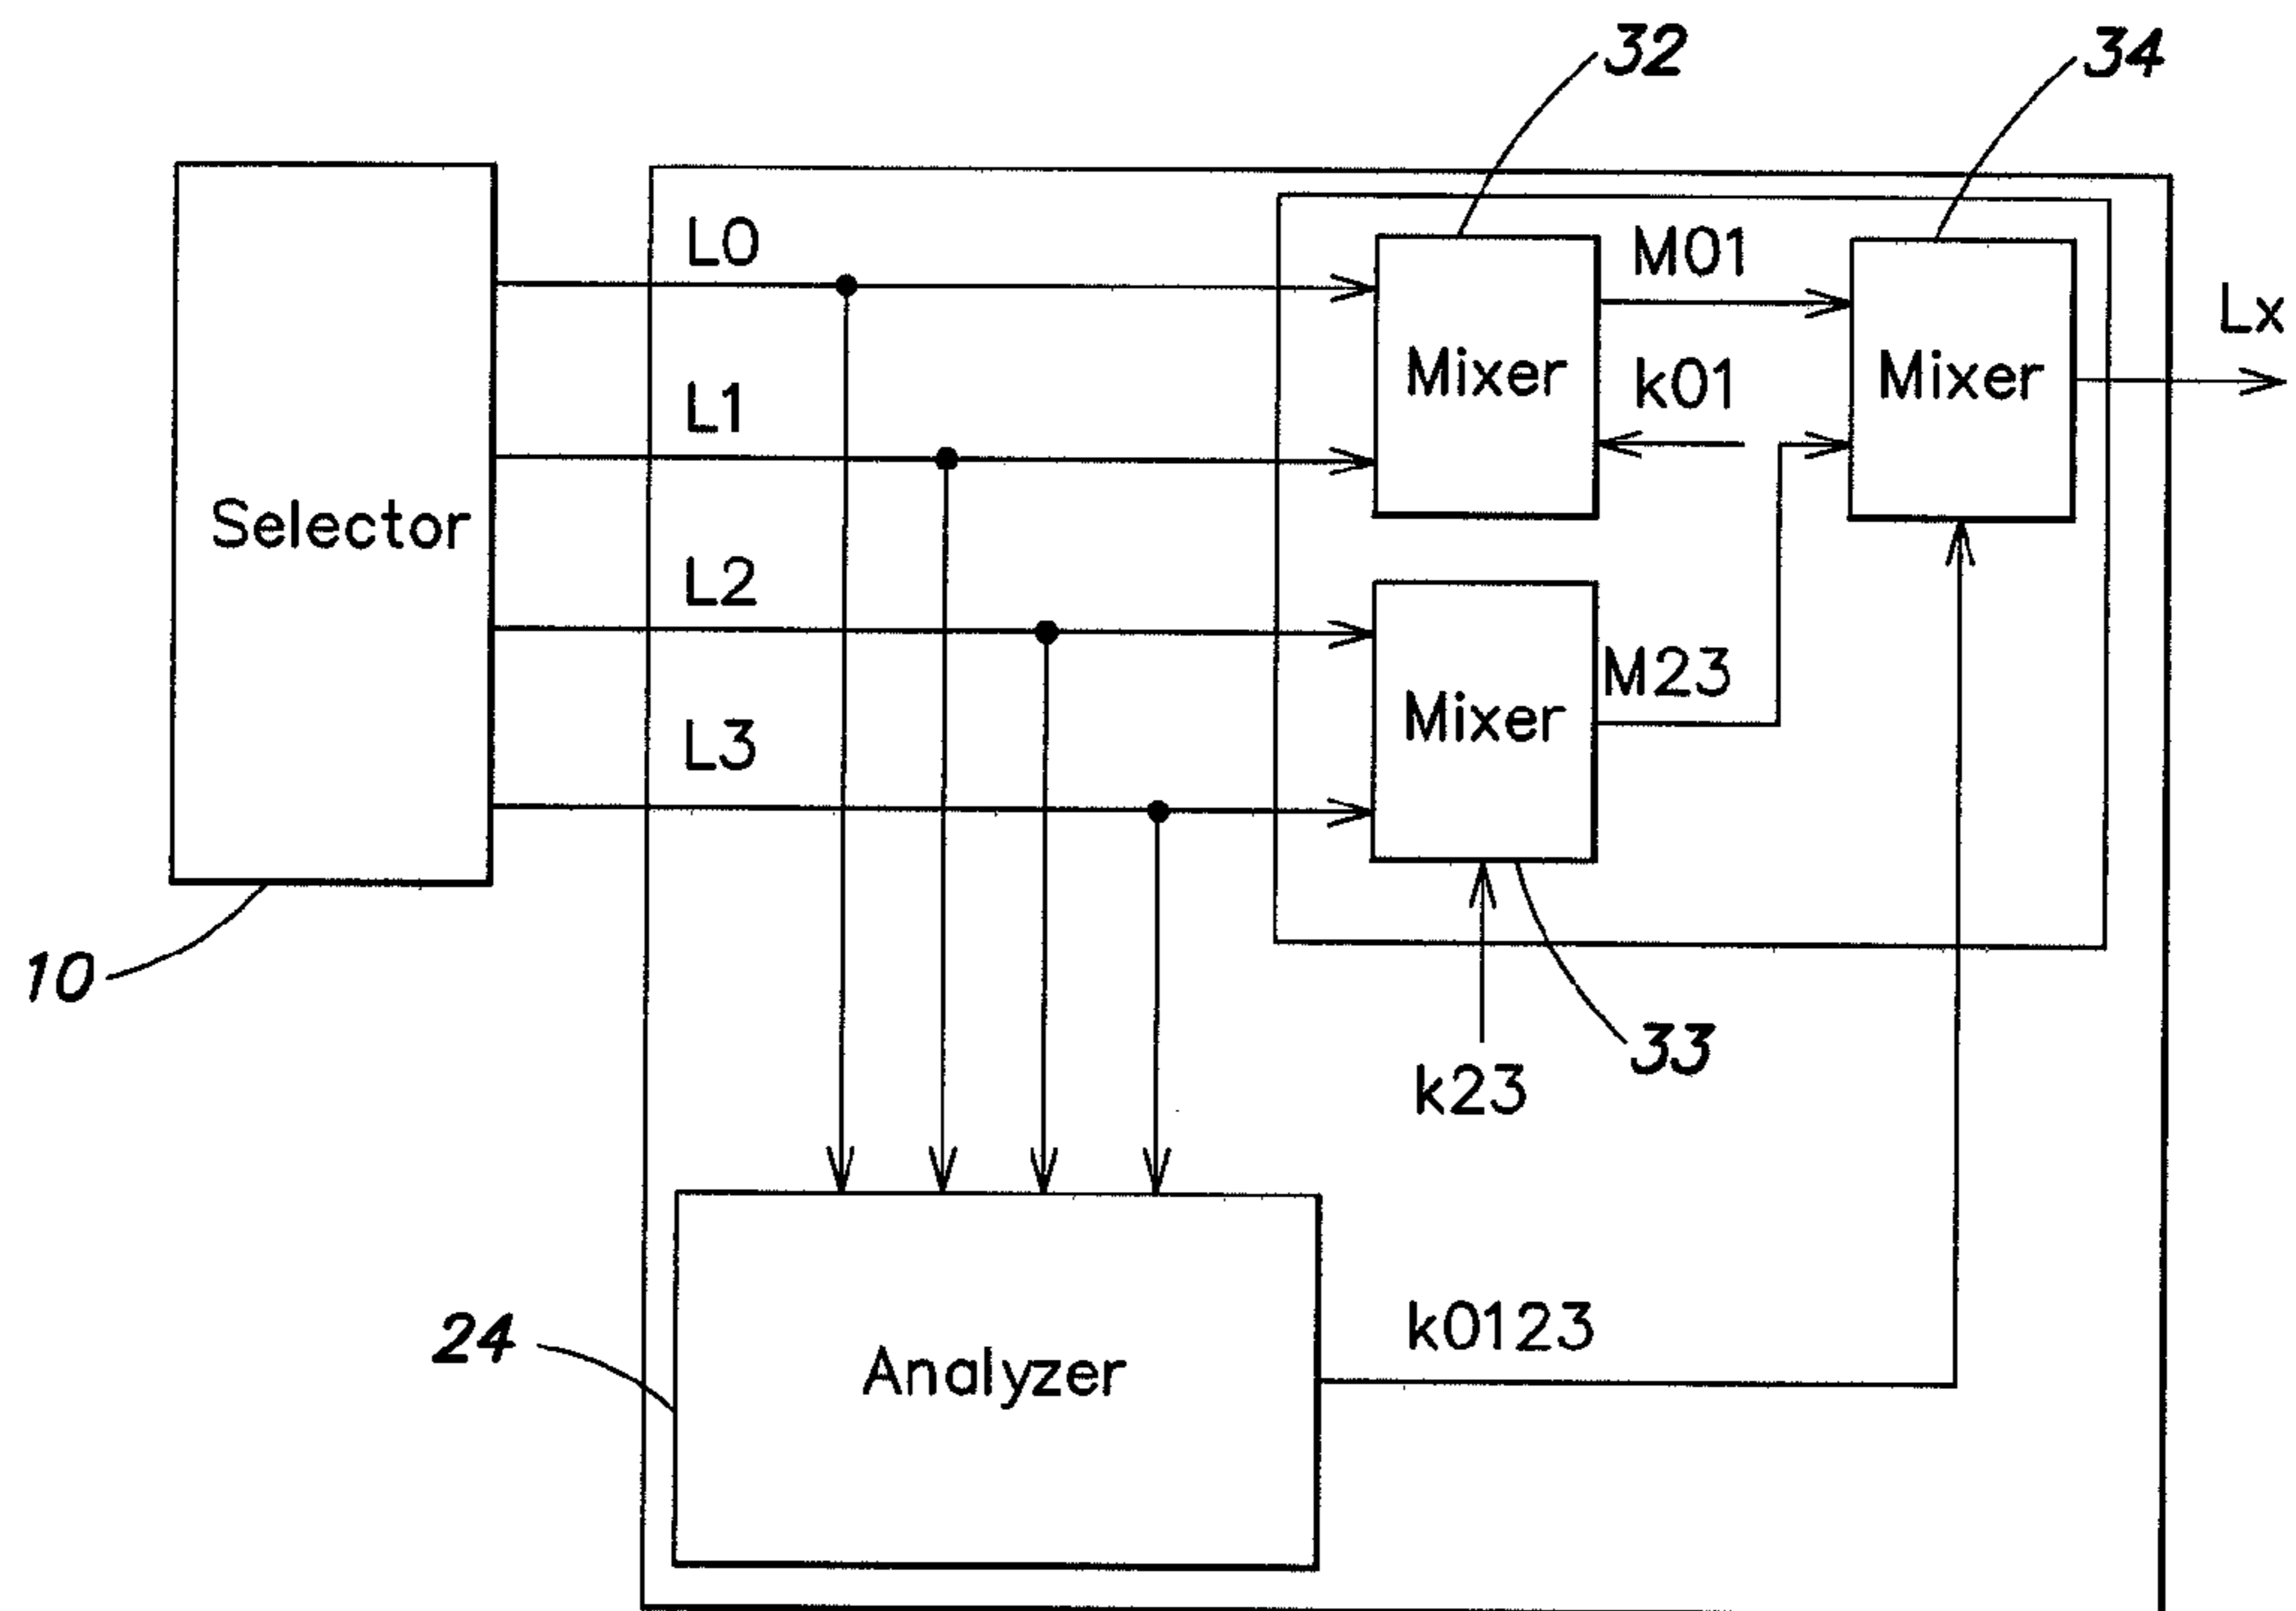 32
34
L0
M01
Lx
Mixer
k01
Mixer
L1
Selector
L2
M23
Mixer
L3
10
33
k23
24
k0123
Analyzer